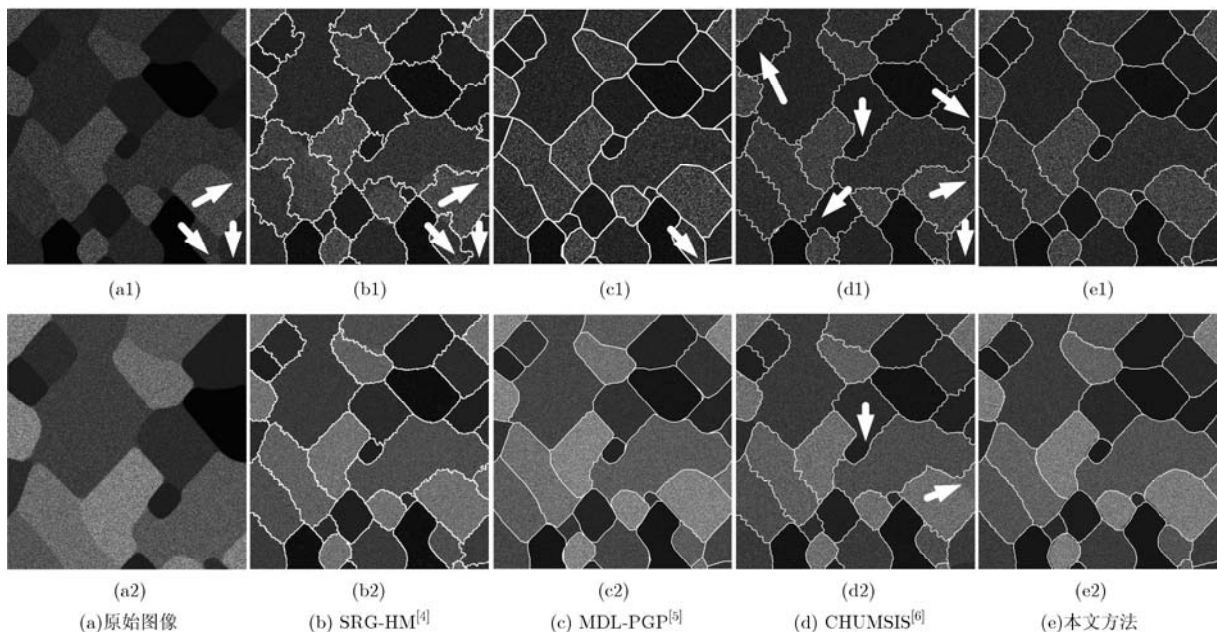 (a1) (b1) (c1) (d1) (e1)
(a2) (b2) (c2) (d2) (e2)
(a)原始图像 (b) SRG-HM[4] (c) MDL-PGP[5] (d) CHUMSIS[6] (e)本文方法